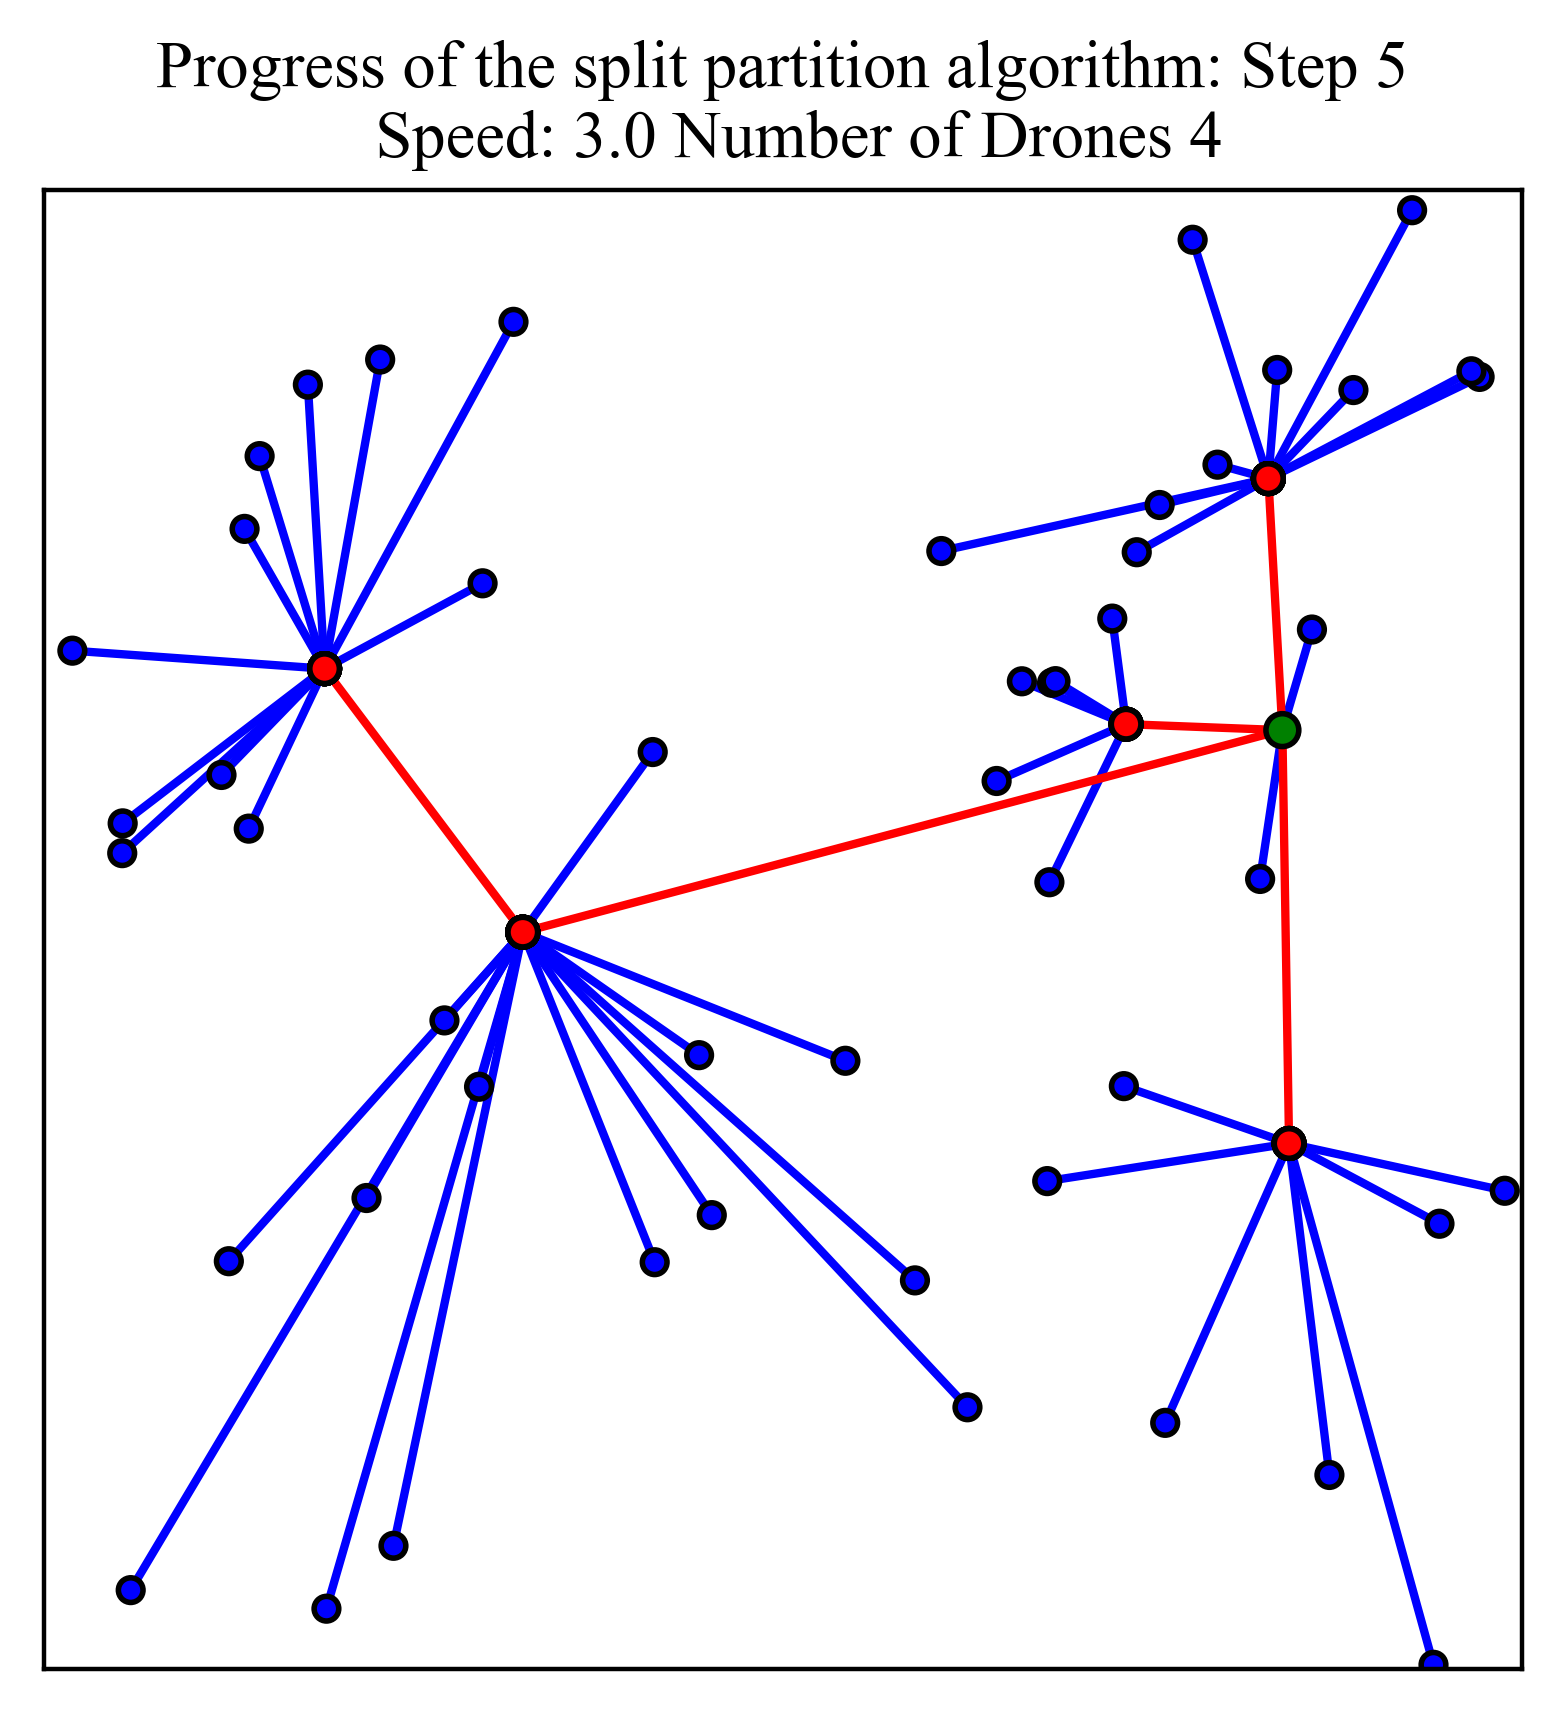 Progress of the split partition algorithm: Step 5
Speed: 3.0 Number of Drones 4